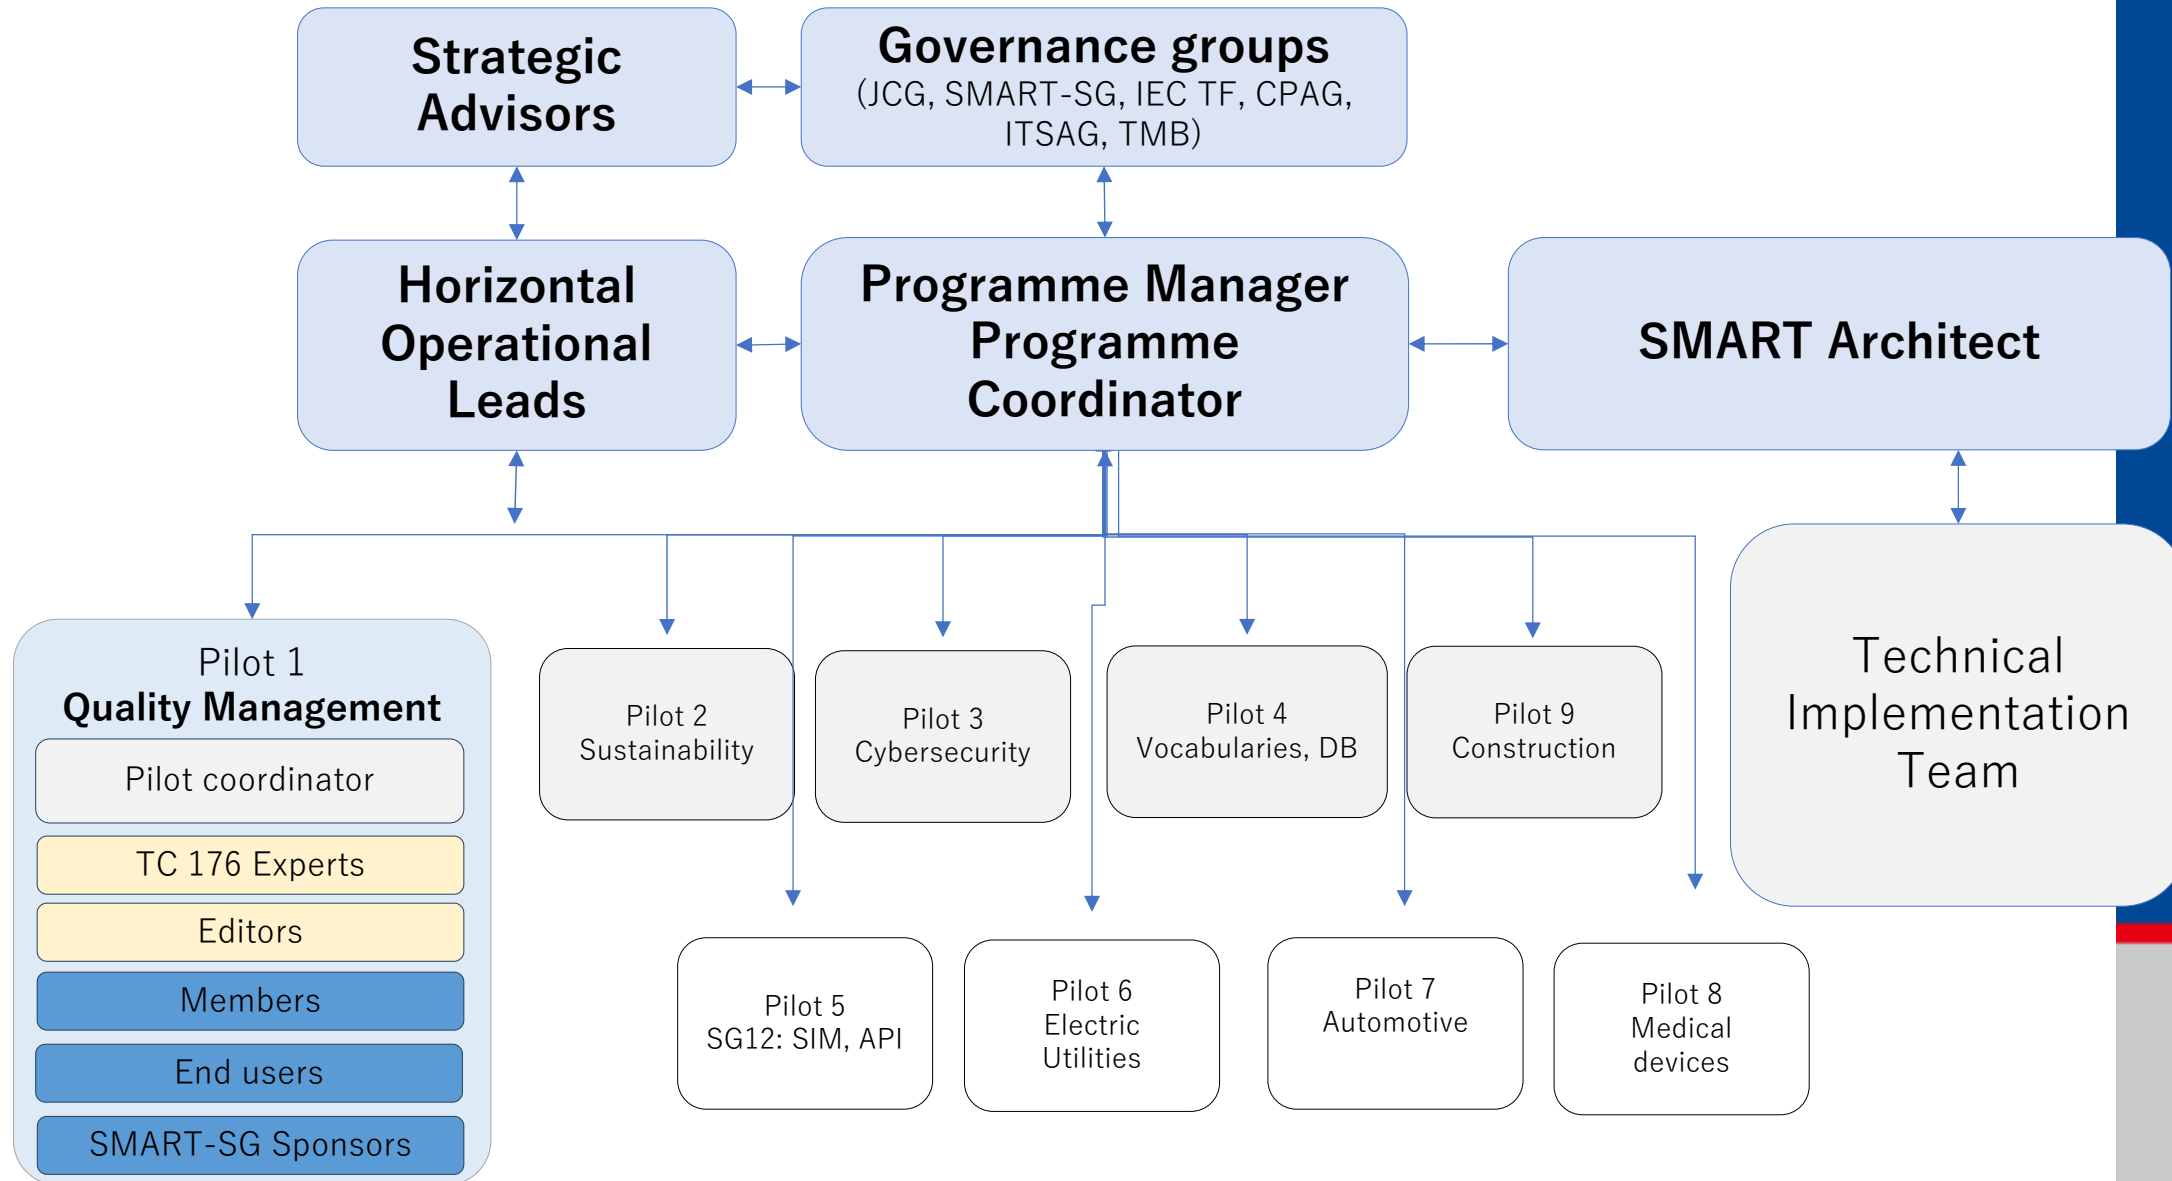 Strategic
Advisors
Governance groups
(JCG, SMART-SG, IEC TF, CPAG,
ITSAG, TMB)
Horizontal
Operational
Leads
Programme Manager
Programme
Coordinator
SMART Architect
Technical
Implementation
Team
Pilot 1
Quality Management
Pilot coordinator
TC 176 Experts
Editors
Members
End users
SMART-SG Sponsors
Pilot 2
Sustainability
Pilot 3
Cybersecurity
Pilot 4
Vocabularies, DB
Pilot 9
Construction
Pilot 5
SG12: SIM, API
Pilot 6
Electric
Utilities
Pilot 7
Automotive
Pilot 8
Medical
devices